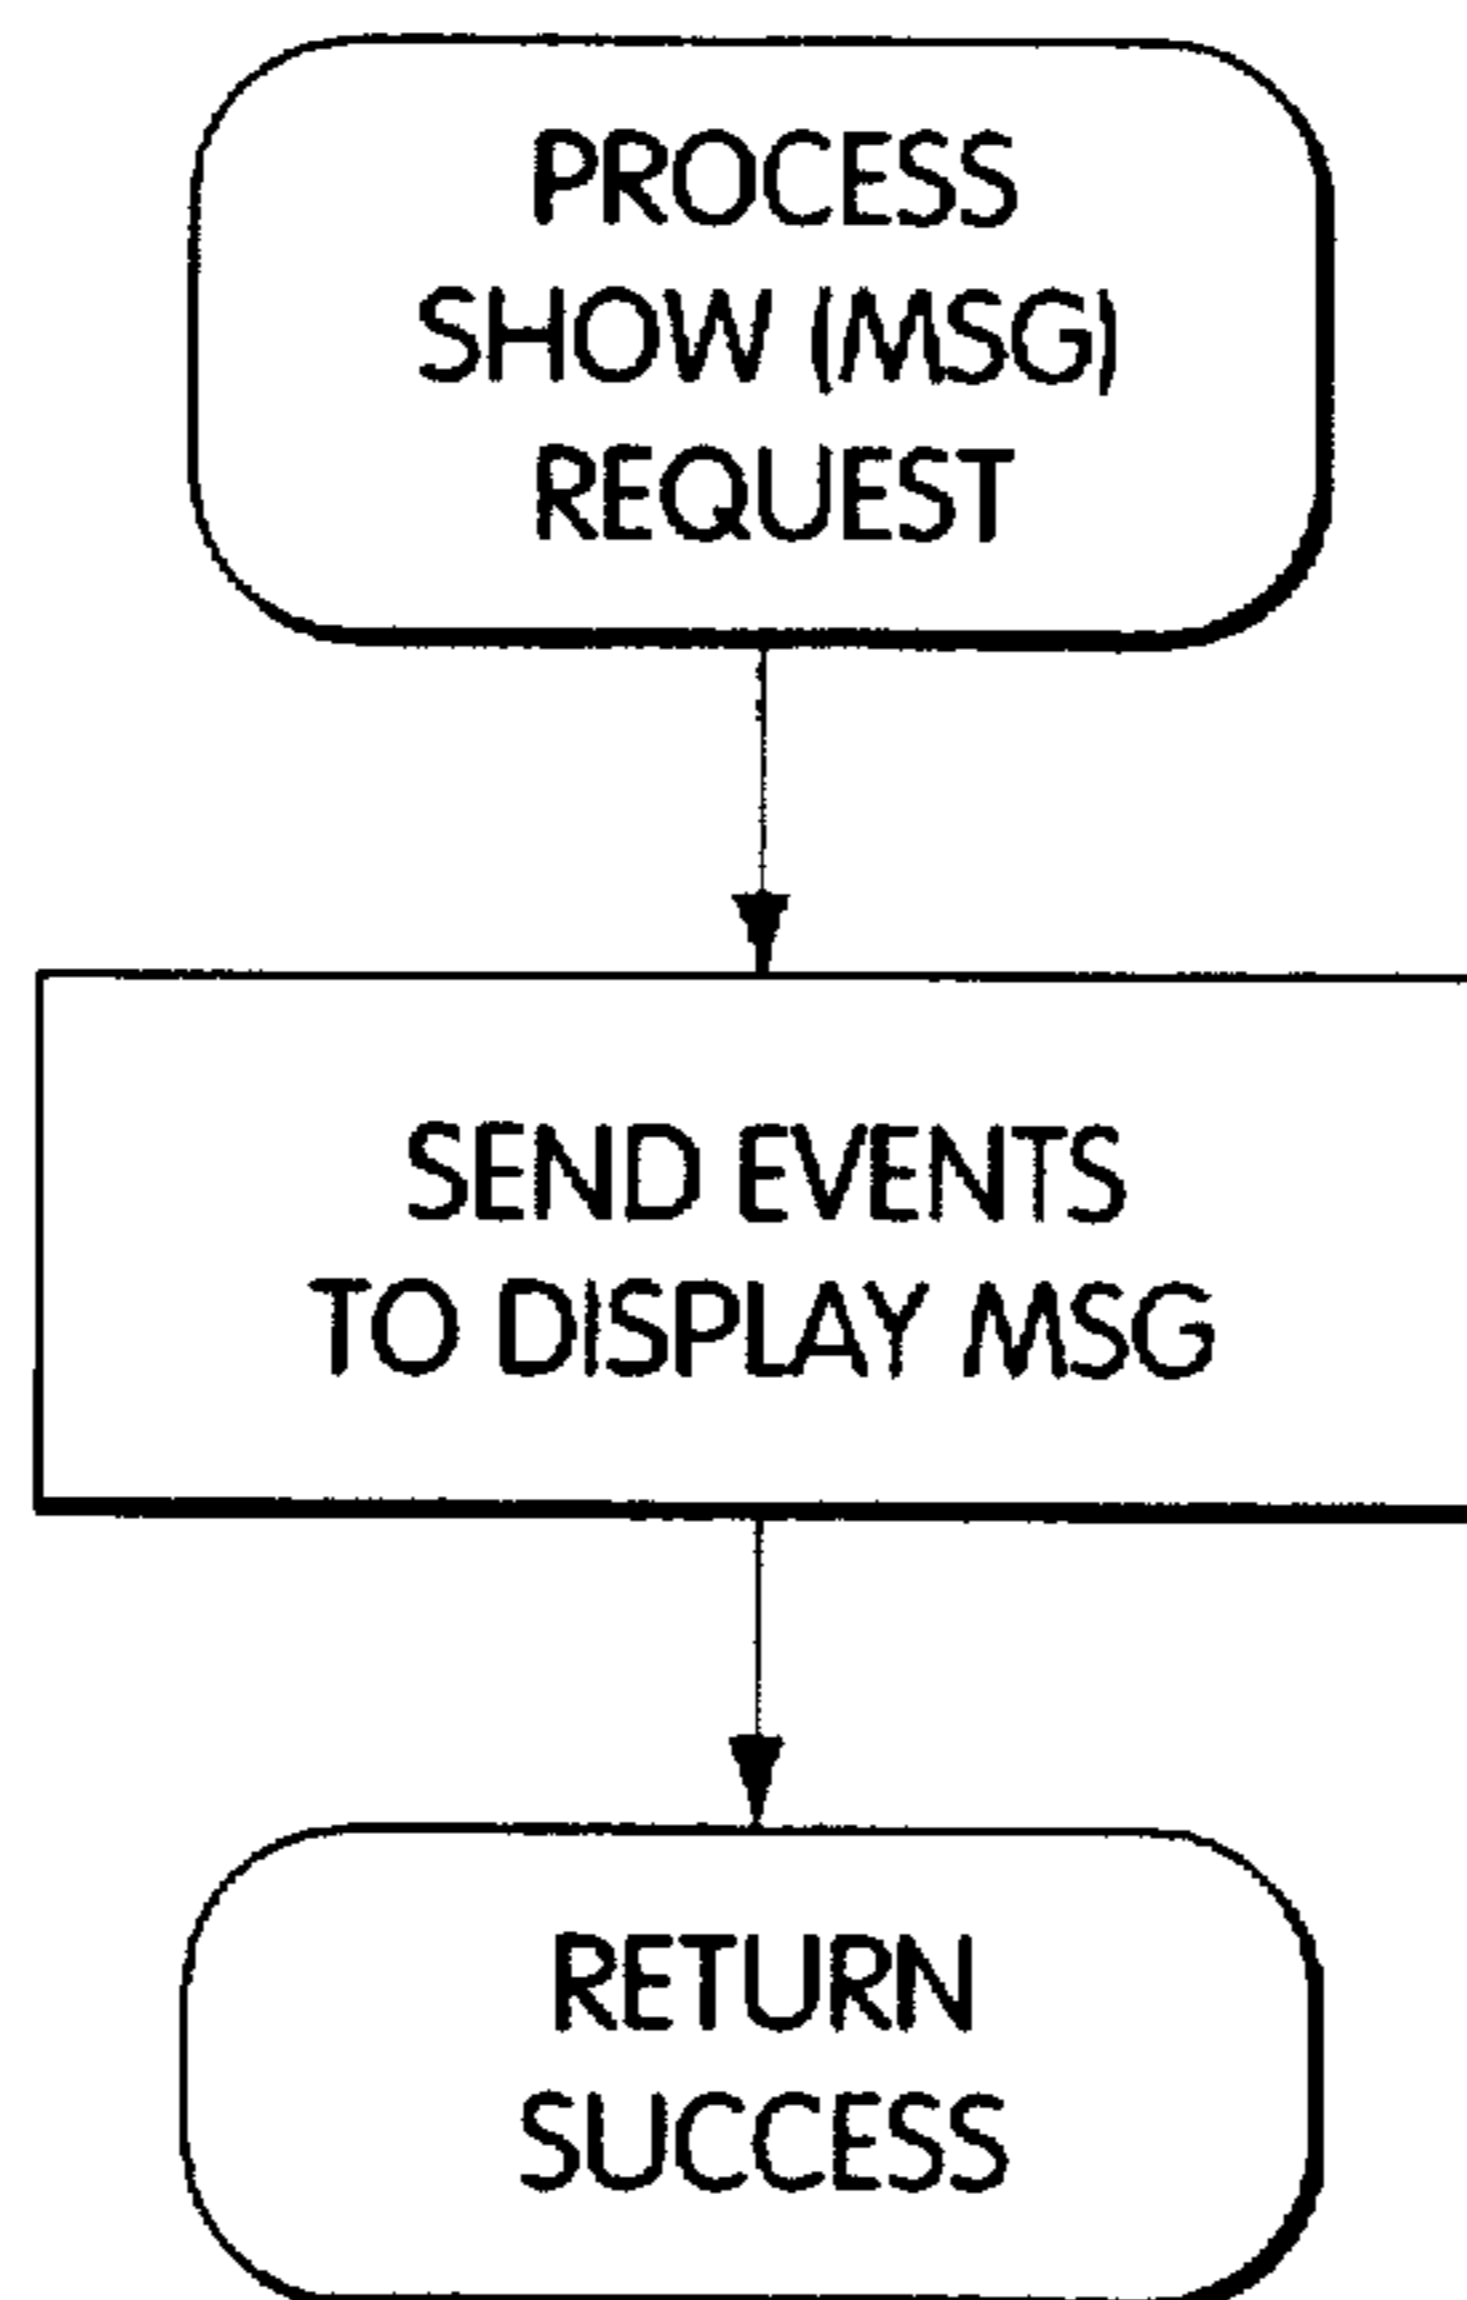 PROCESS
SHOW (MSG)
REQUEST
SEND EVENTS
TO DISPLAY MSG
RETURN
SUCCESS